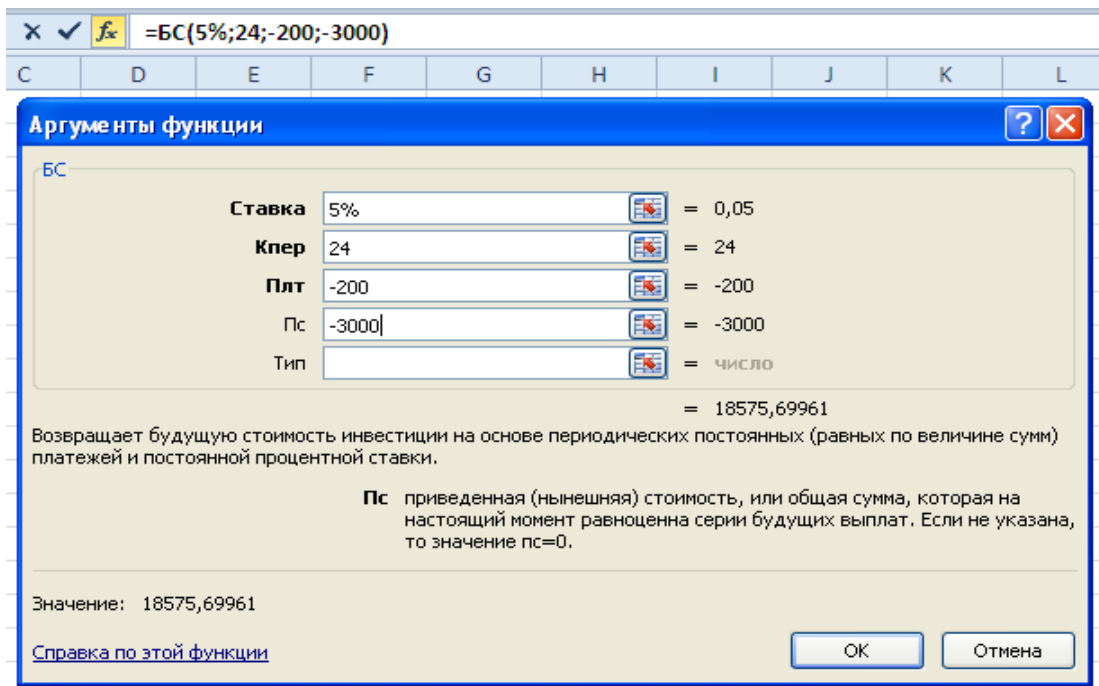 fx =БС(5%;24;-200;-3000)
C D E F G H I J K L
Аргументы функции
БС
Ставка 5% = 0,05
Кпер 24 = 24
Плт -200 = -200
Пс -3000 = -3000
Тип = число
= 18575,69961
Возвращает будущую стоимость инвестиции на основе периодических постоянных (равных по величине сумм)
платежей и постоянной процентной ставки.
Пс приведенная (нынешняя) стоимость, или общая сумма, которая на
настоящий момент равноценна серии будущих выплат. Если не указана,
то значение пс=0.
Значение: 18575,69961
Справка по этой функции
ОК Отмена